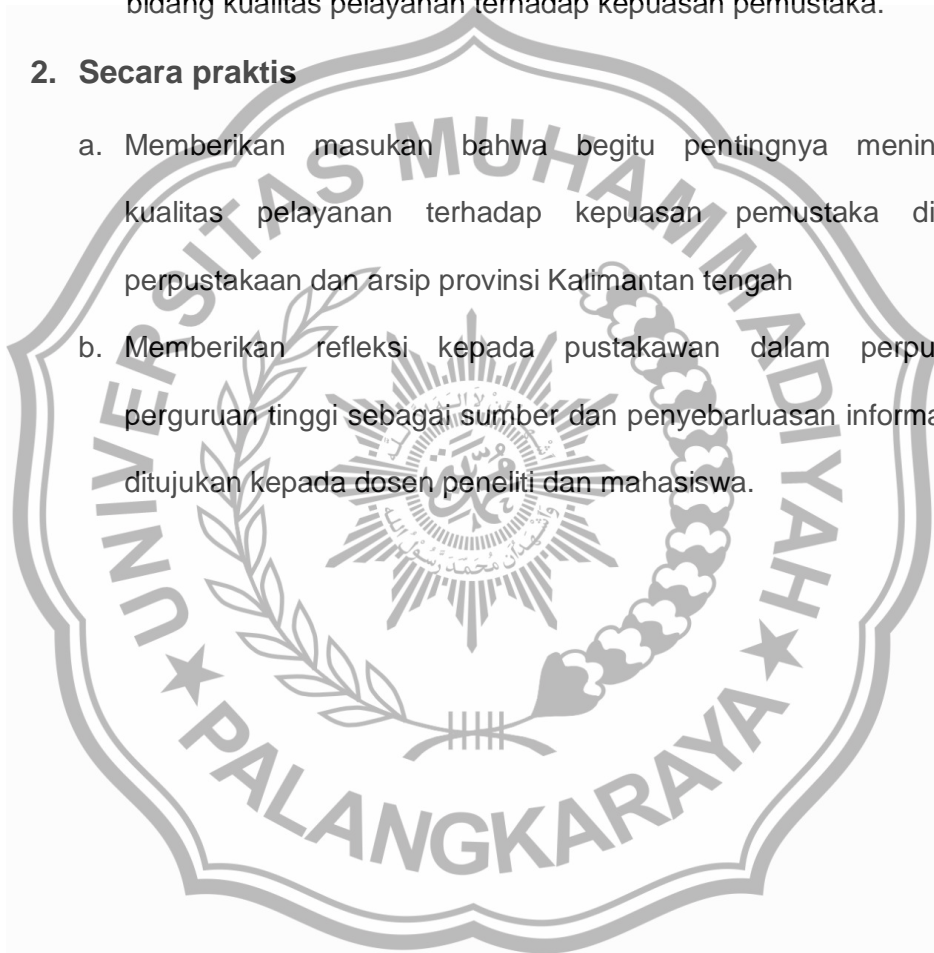 bidang kualitas pelayanan terhadap kepuasan pemustaka.
2. Secara praktis
a. Memberikan masukan bahwa begitu pentingnya menin
kualitas pelayanan terhadap kepuasan pemustaka di
perpustakaan dan arsip provinsi Kalimantan tengah
b. Memberikan refleksi kepada pustakawan dalam perpu
perguruan tinggi sebagai sumber dan penyebarluasan informa
ditujukan kepada dosen peneliti dan mahasiswa.
UNIVERSITAS MUHAMMADIYAH
★ PALANGKARAYA ★